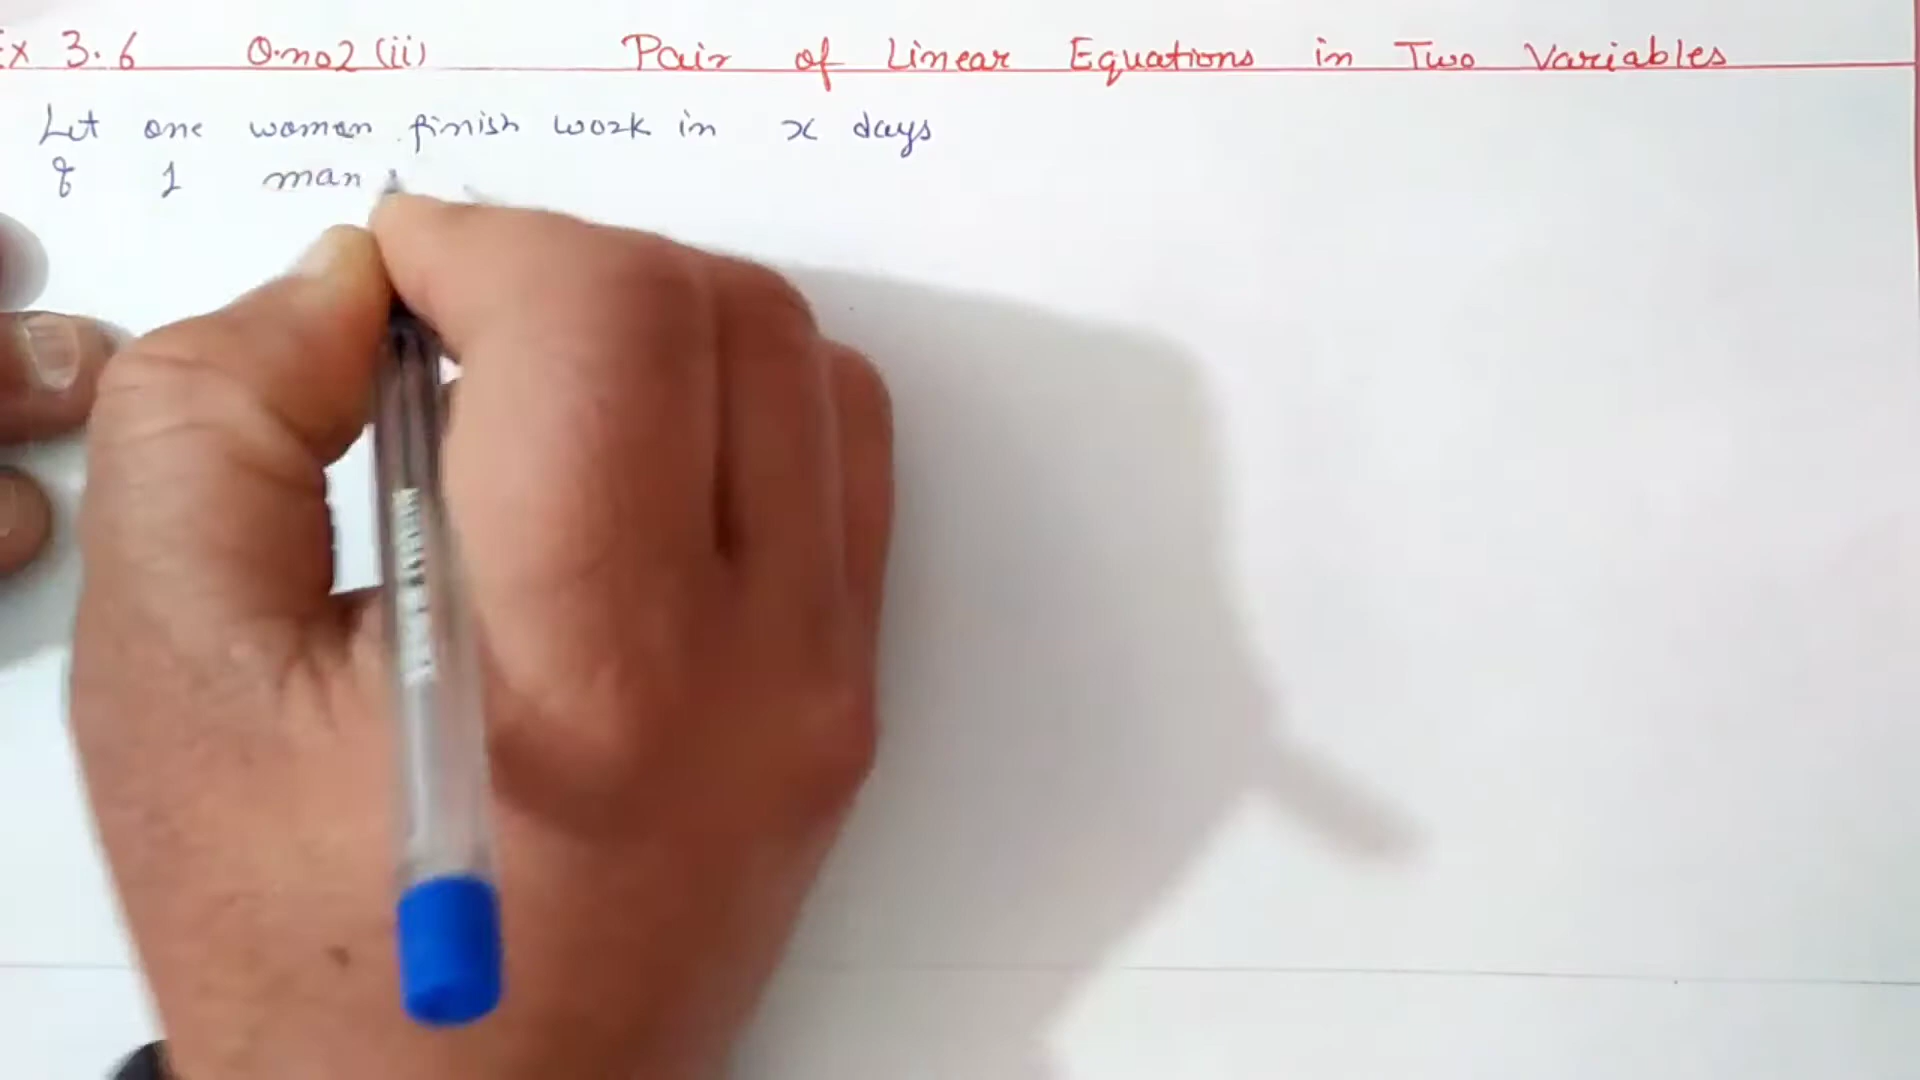 Ex 3.6 Q.no2 (ii) Pair of Linear Equations in Two Variables
Let one woman finish work in x days
& 1 man